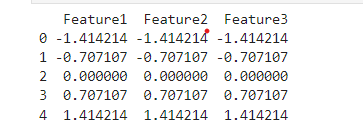 Feature1 Feature2 Feature3
0 -1.414214 -1.414214 -1.414214
1 -0.707107 -0.707107 -0.707107
2 0.000000 0.000000 0.000000
3 0.707107 0.707107 0.707107
4 1.414214 1.414214 1.414214